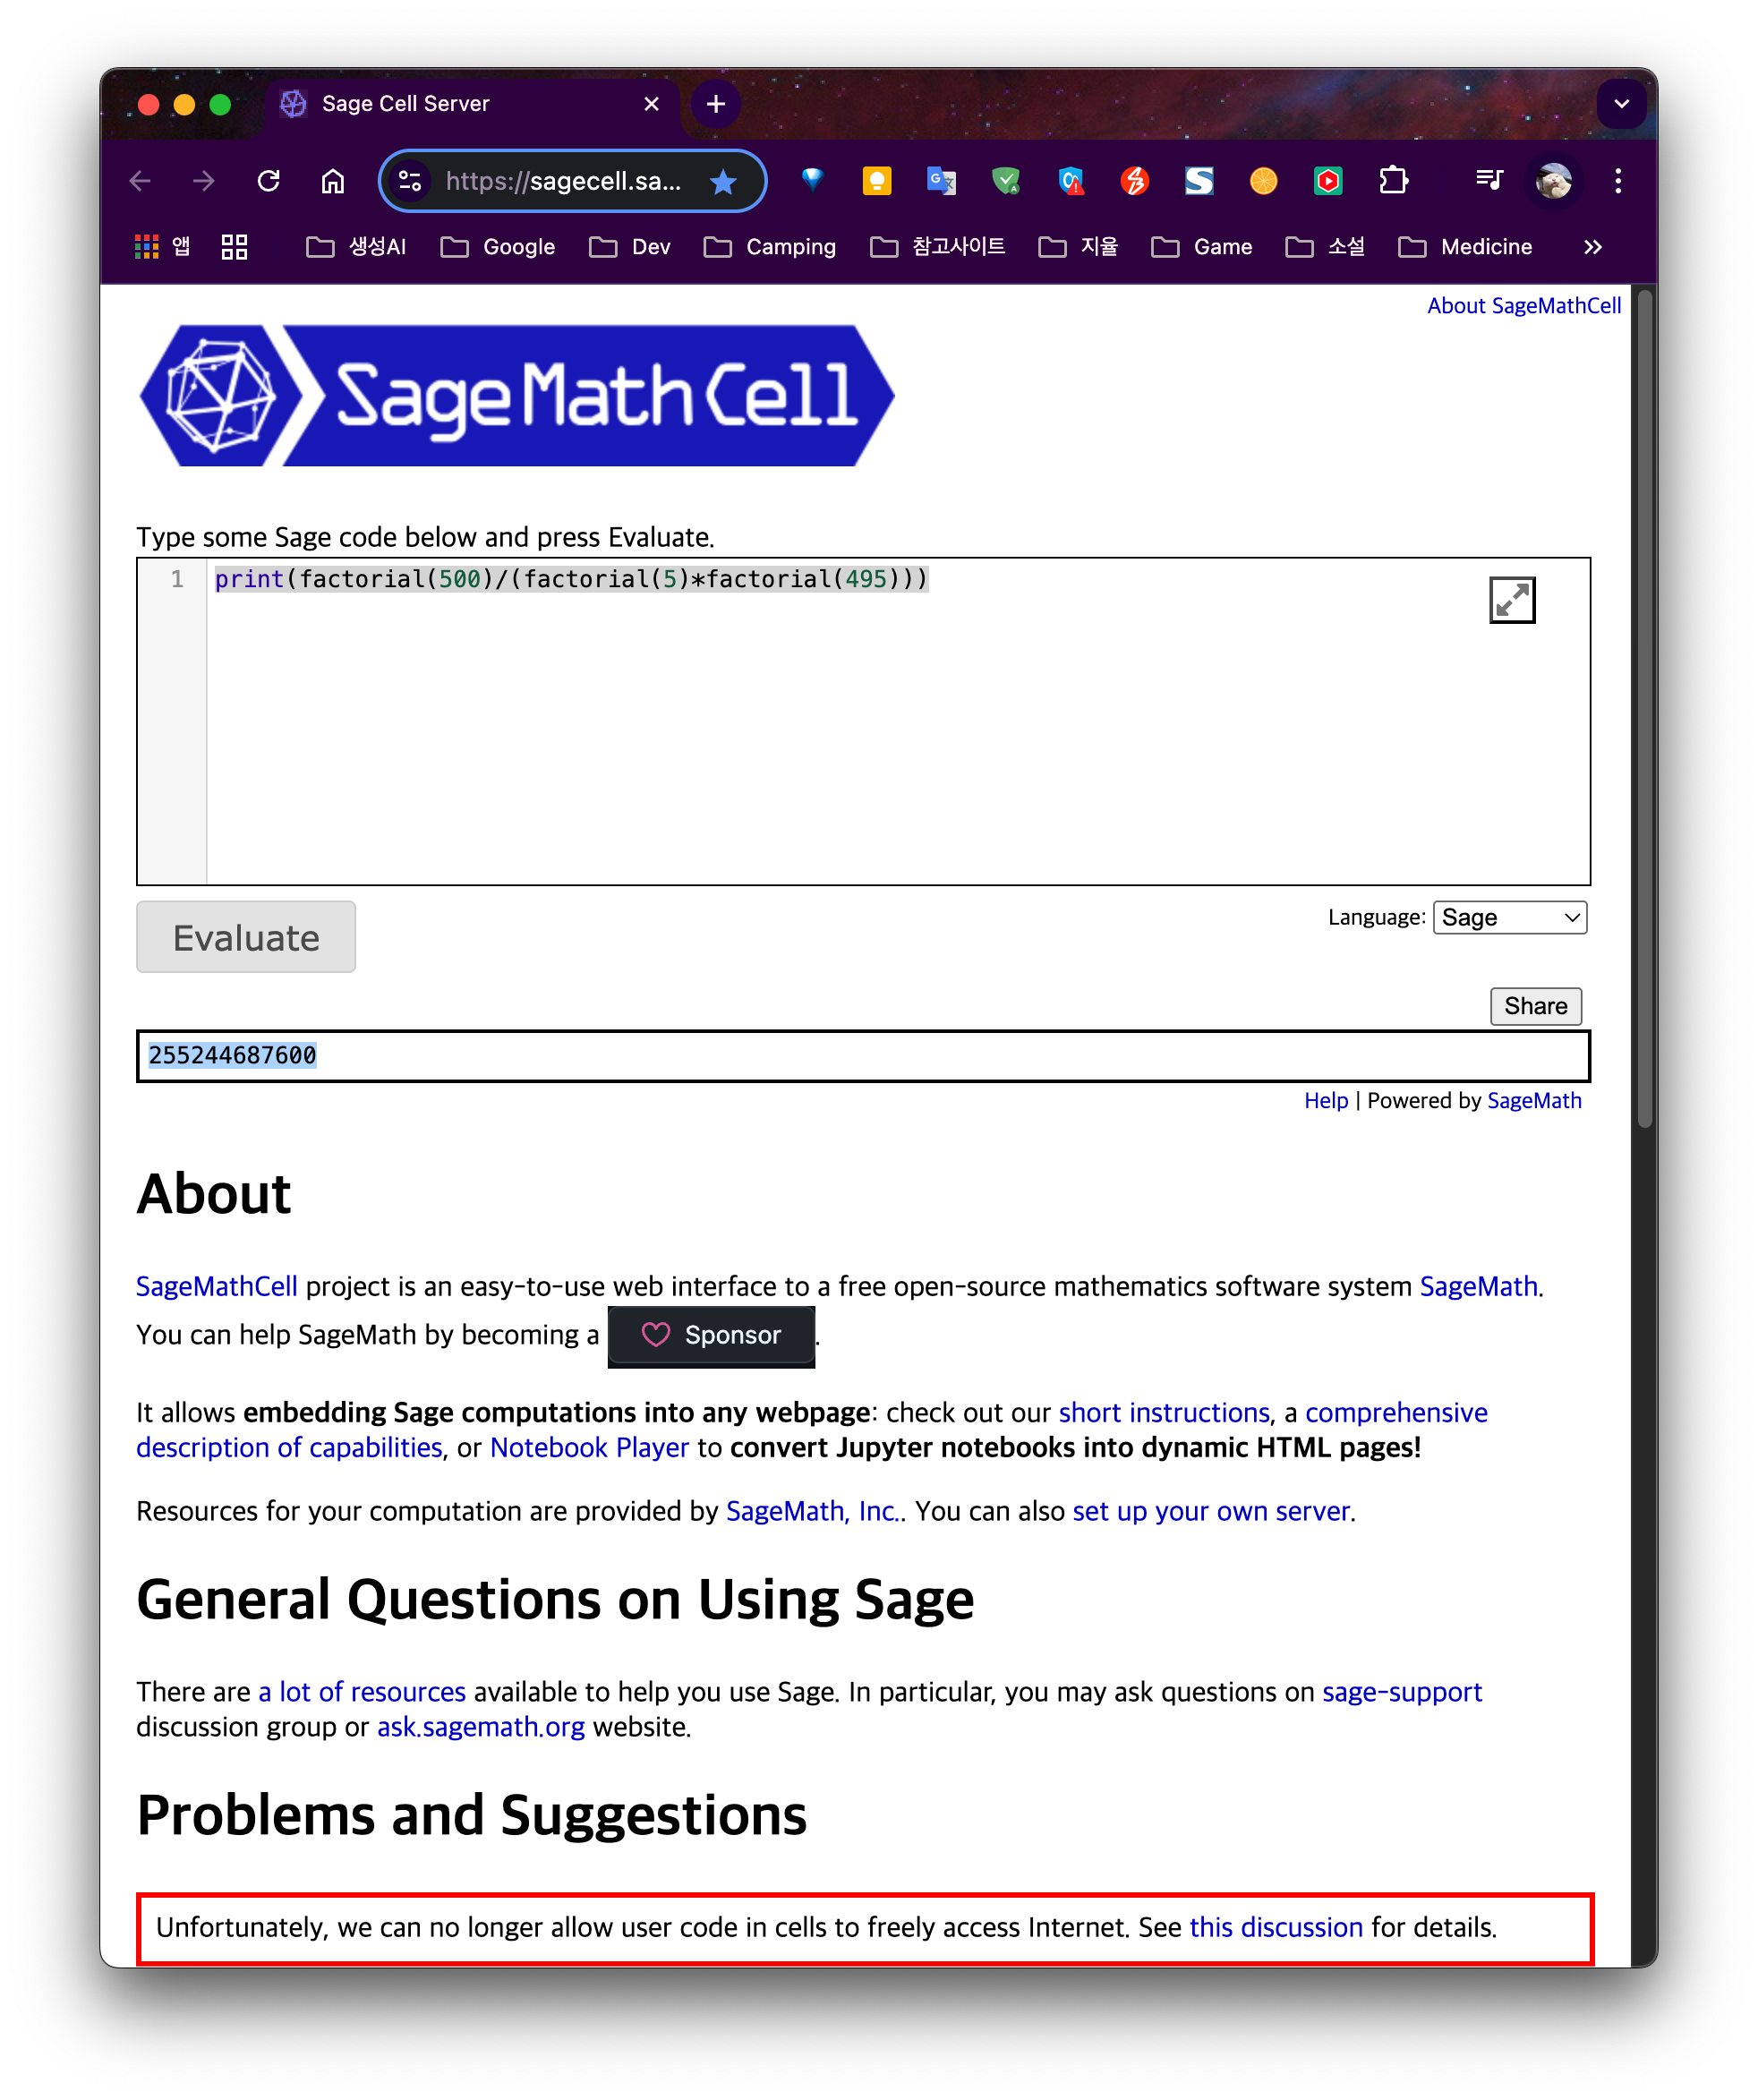 Sage Cell Server
https://sagecell.sa...
앱
생성AI
Google
Dev
Camping
참고사이트
지율
Game
소설
Medicine
About SageMathCell
SageMathCell
Type some Sage code below and press Evaluate.
1 print(factorial(500)/(factorial(5)*factorial(495)))
Evaluate
Language: Sage
Share
255244687600
Help | Powered by SageMath
About
SageMathCell project is an easy-to-use web interface to a free open-source mathematics software system SageMath.
You can help SageMath by becoming a Sponsor.
It allows embedding Sage computations into any webpage: check out our short instructions, a comprehensive
description of capabilities, or Notebook Player to convert Jupyter notebooks into dynamic HTML pages!
Resources for your computation are provided by SageMath, Inc.. You can also set up your own server.
General Questions on Using Sage
There are a lot of resources available to help you use Sage. In particular, you may ask questions on sage-support
discussion group or ask.sagemath.org website.
Problems and Suggestions
Unfortunately, we can no longer allow user code in cells to freely access Internet. See this discussion for details.